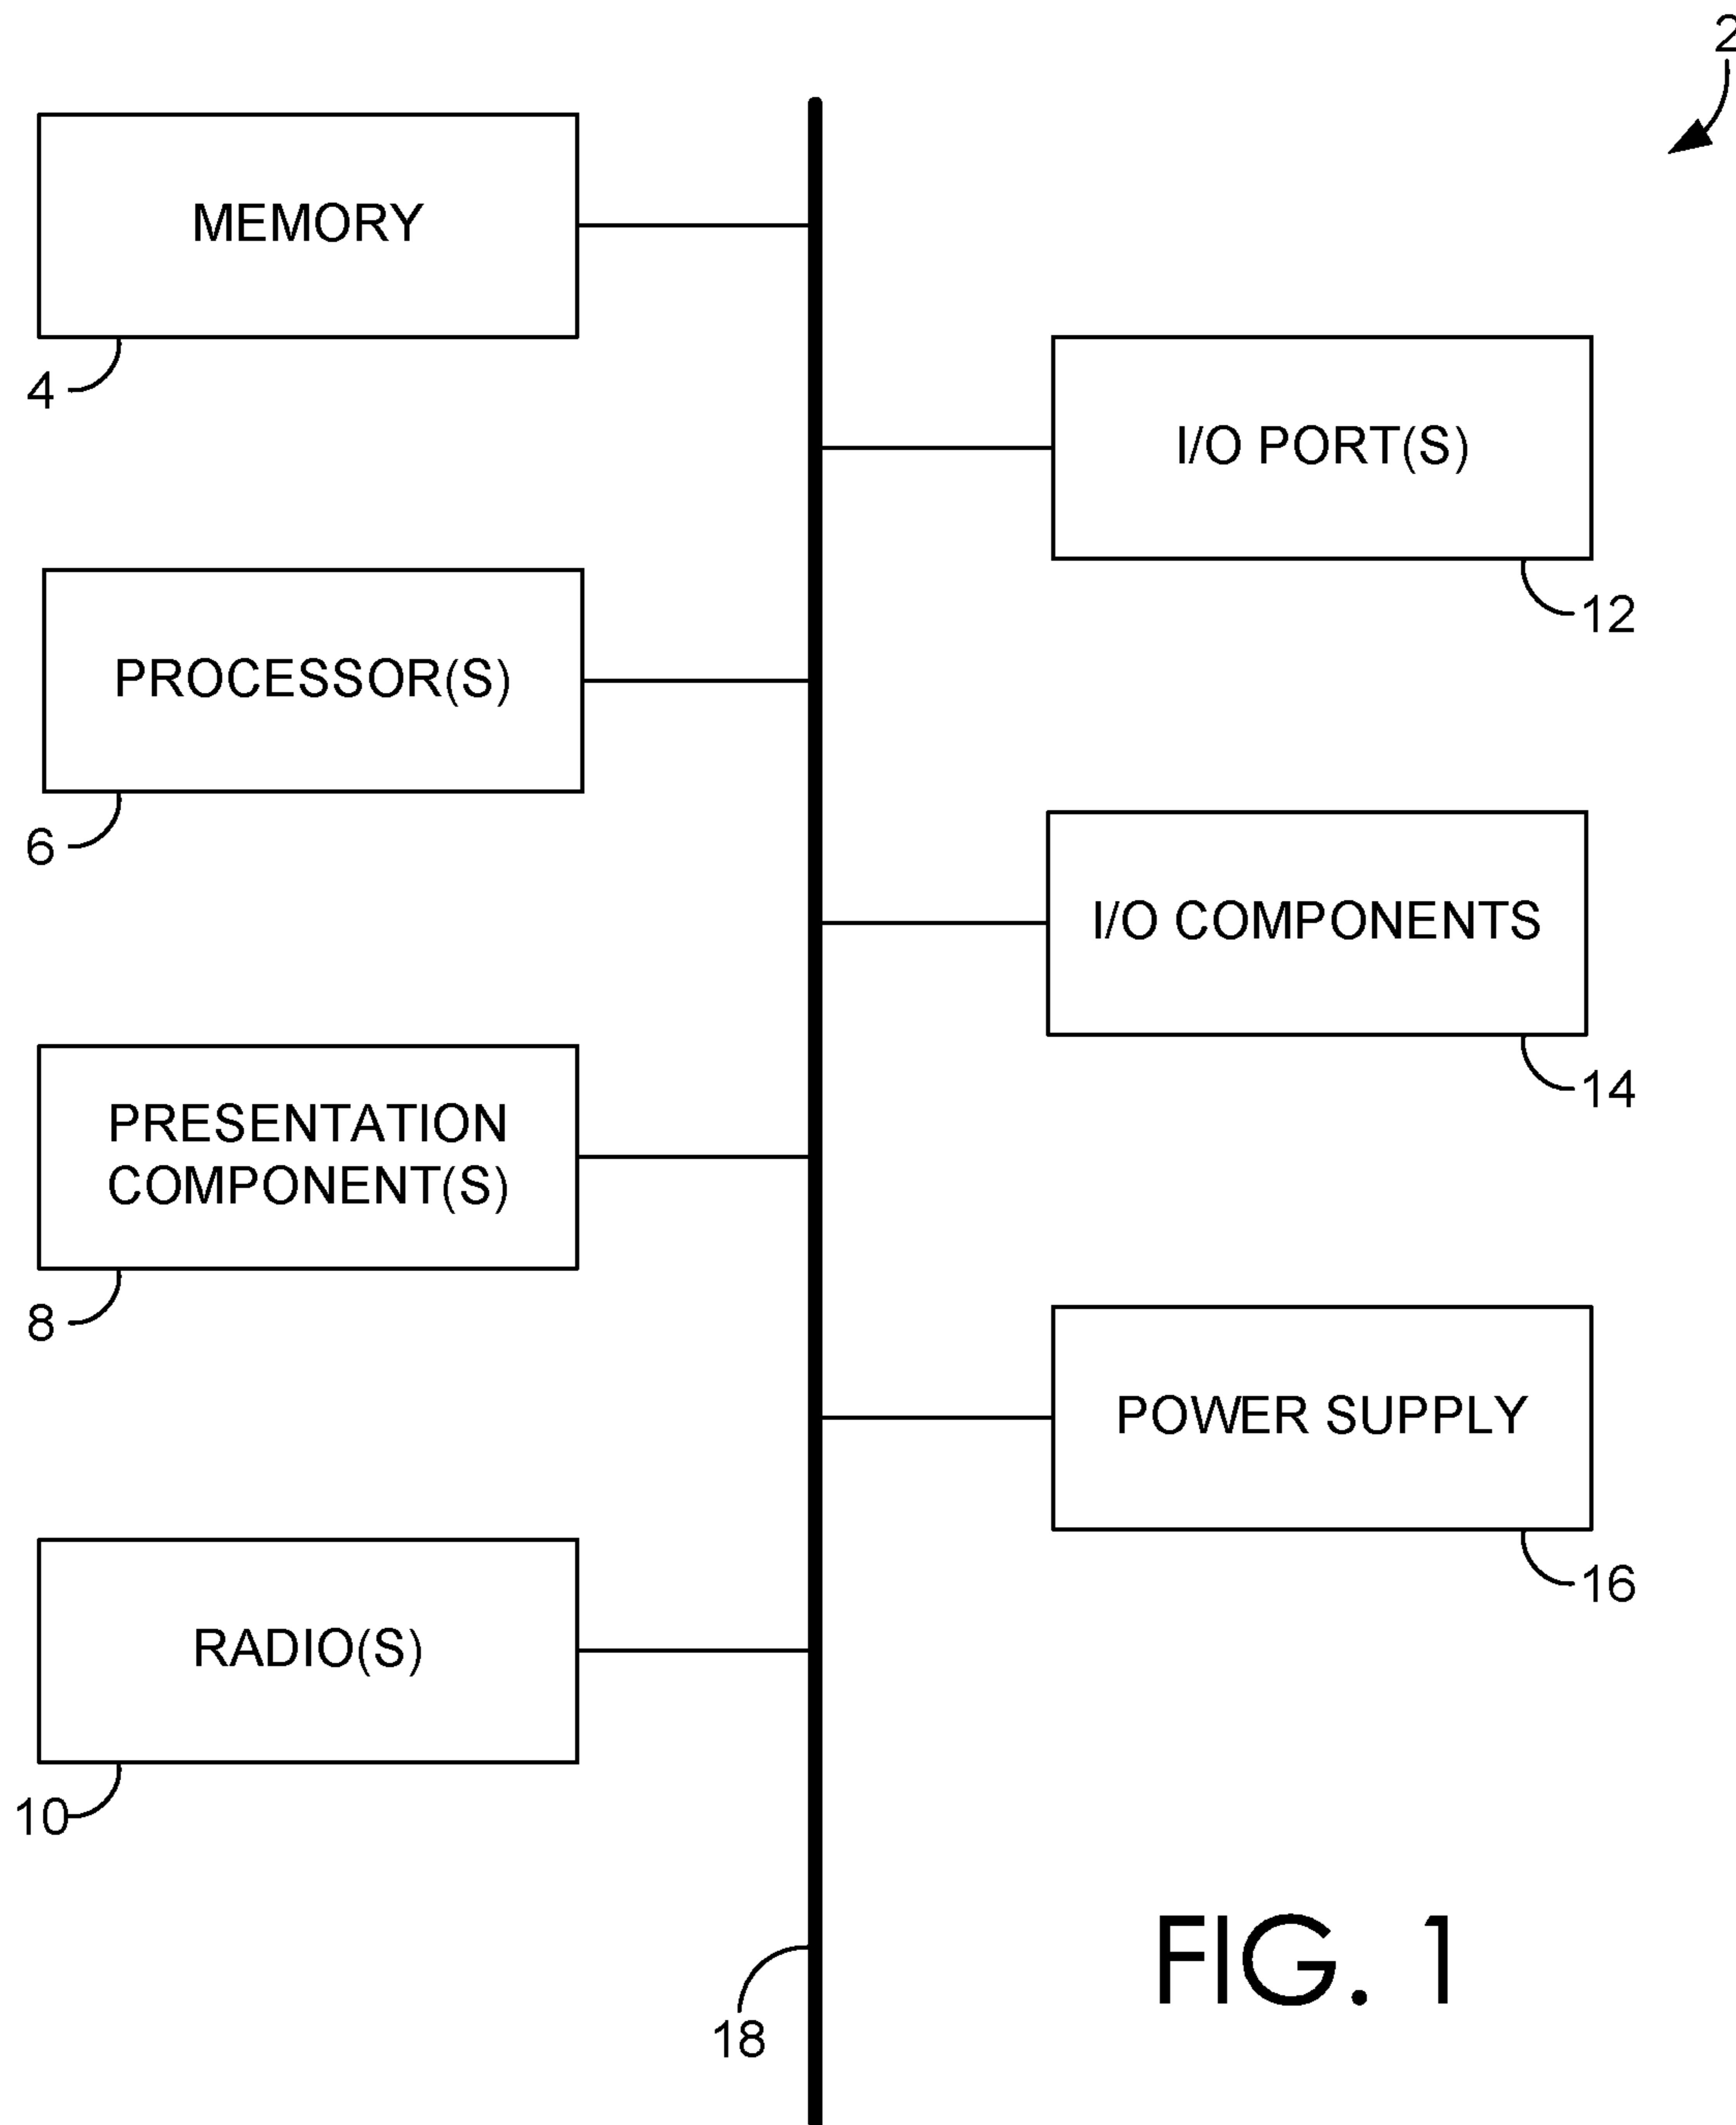 2
MEMORY
4
I/O PORT(S)
12
PROCESSOR(S)
6
I/O COMPONENTS
14
PRESENTATION
COMPONENT(S)
8
POWER SUPPLY
16
RADIO(S)
10
18
FIG. 1